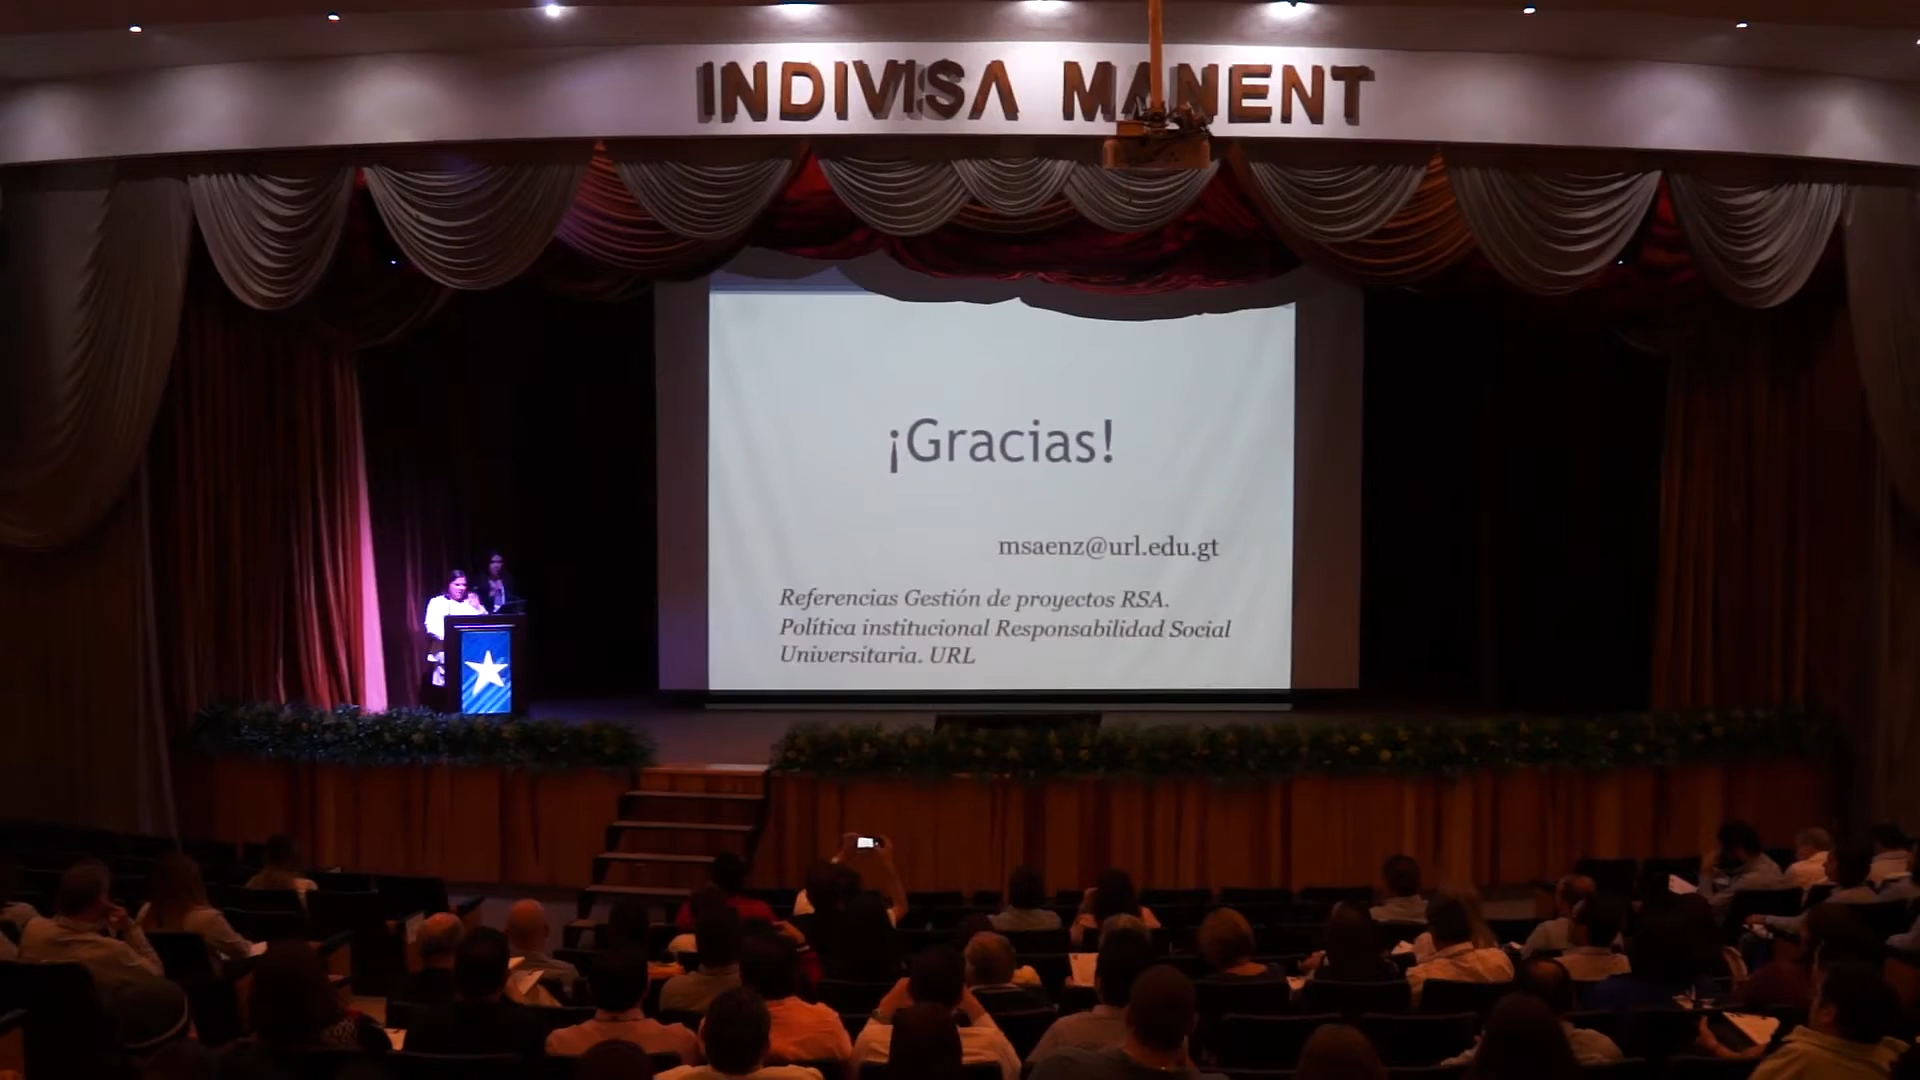 INDIVISA MANENT
¡Gracias!
msaenz@url.edu.gt
Referencias Gestión de proyectos RSA.
Política institucional Responsabilidad Social
Universitaria. URL